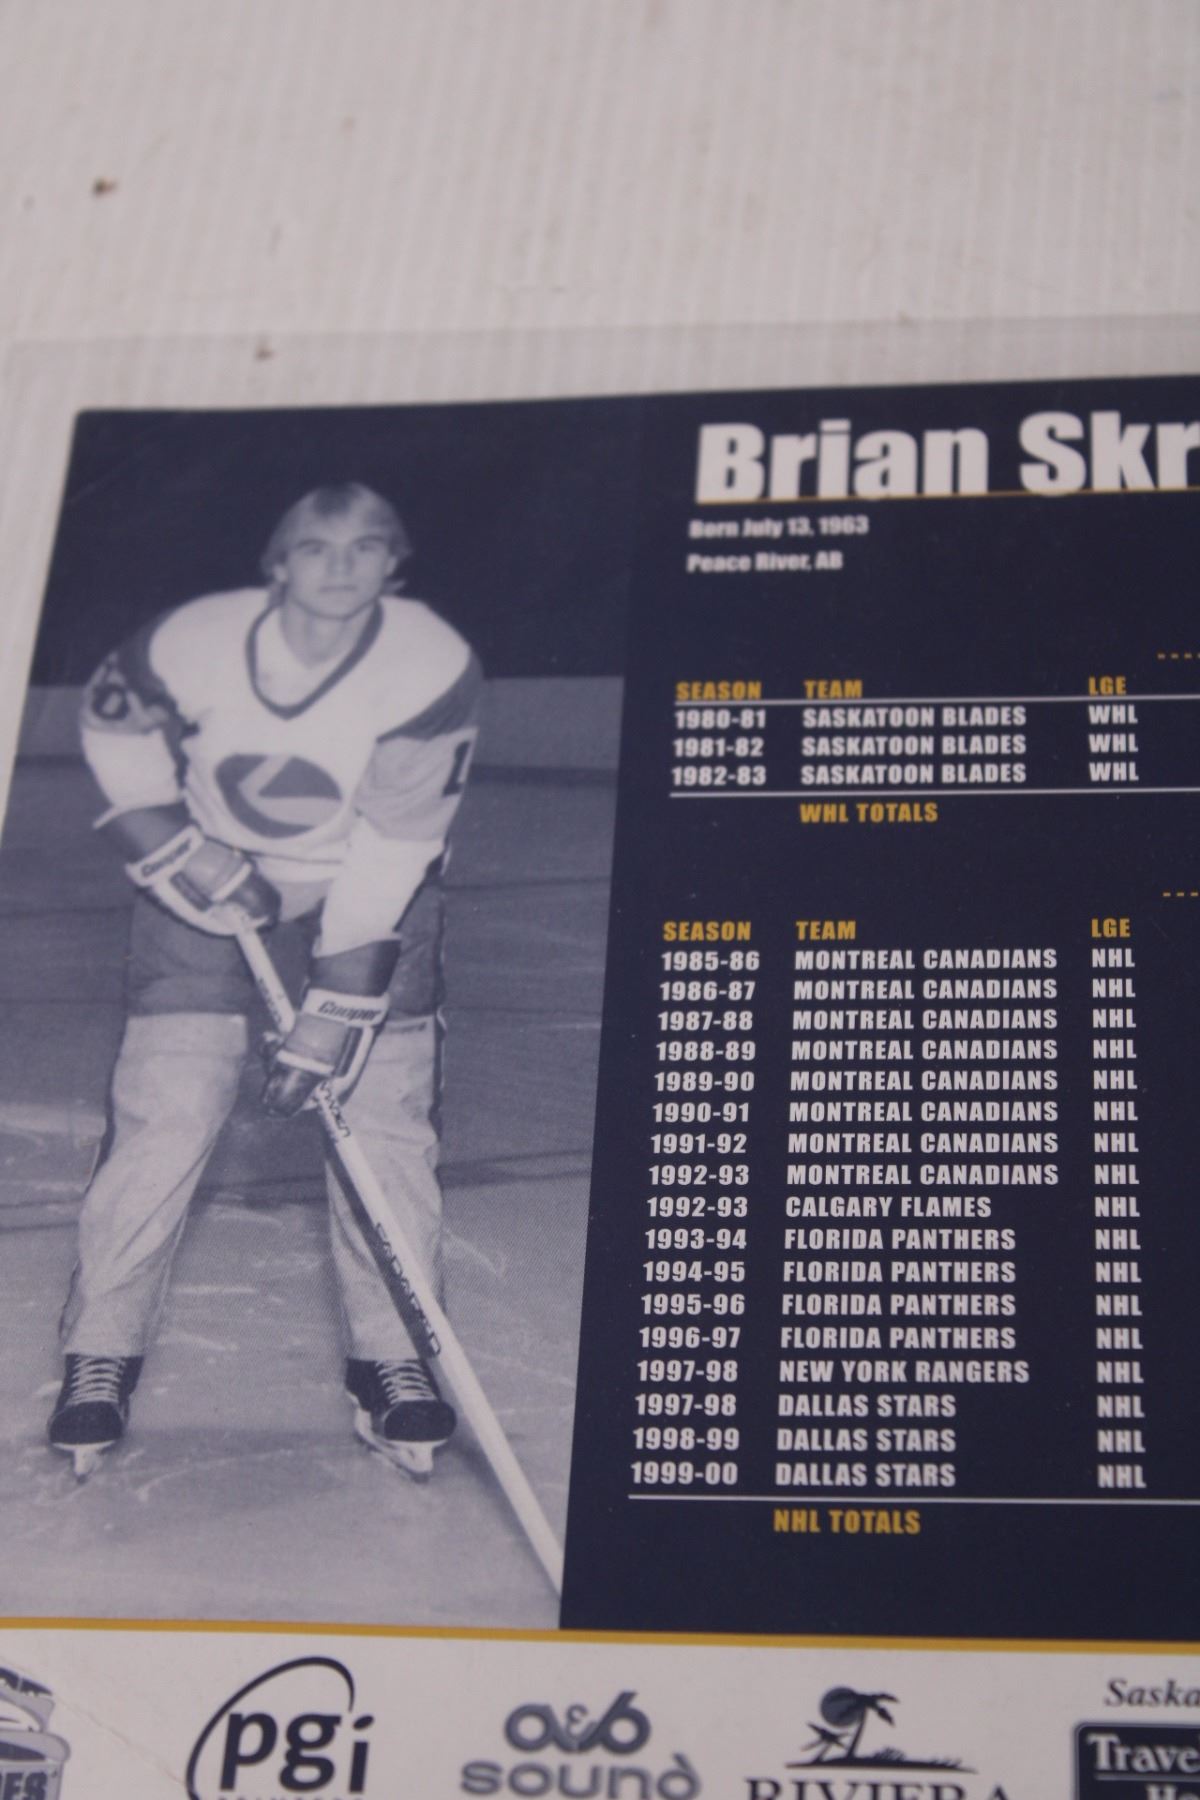 Brian Skr
Born July 13, 1963
Peace River, AB
SEASON TEAM LGE
1980-81 SASKATOON BLADES WHL
1981-82 SASKATOON BLADES WHL
1982-83 SASKATOON BLADES WHL
WHL TOTALS
SEASON TEAM LGE
1985-86 MONTREAL CANADIANS NHL
1986-87 MONTREAL CANADIANS NHL
1987-88 MONTREAL CANADIANS NHL
1988-89 MONTREAL CANADIANS NHL
1989-90 MONTREAL CANADIANS NHL
1990-91 MONTREAL CANADIANS NHL
1991-92 MONTREAL CANADIANS NHL
1992-93 MONTREAL CANADIANS NHL
1992-93 CALGARY FLAMES NHL
1993-94 FLORIDA PANTHERS NHL
1994-95 FLORIDA PANTHERS NHL
1995-96 FLORIDA PANTHERS NHL
1996-97 FLORIDA PANTHERS NHL
1997-98 NEW YORK RANGERS NHL
1997-98 DALLAS STARS NHL
1998-99 DALLAS STARS NHL
1999-00 DALLAS STARS NHL
NHL TOTALS
Cooper
Cooper
pgi
a&b
sound
RIVIERA
Saska
Trave